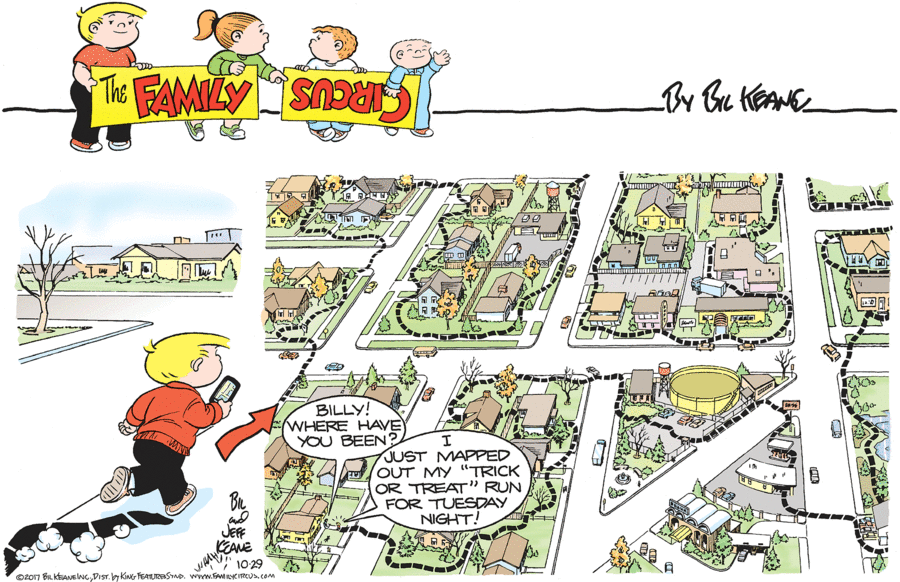 The FAMILY CIRCUS
By BIL KEANE
BILLY!
WHERE HAVE
YOU BEEN?
I
JUST MAPPED
OUT MY "TRICK
OR TREAT" RUN
FOR TUESDAY
NIGHT!
BIL
and
JEFF
KEANE
10-29
©2017 BIL KEANE, INC., DIST. by KING FEATURES SYND. WWW.FAMILYCIRCUS.COM